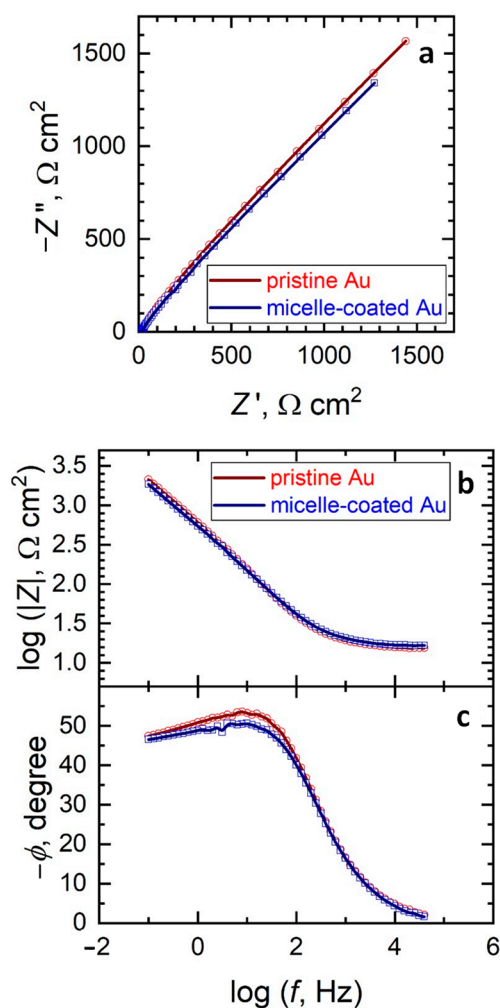 a
1500
1000
500
0
−Z", Ω cm²
pristine Au
micelle-coated Au
0 500 1000 1500
Z', Ω cm²
b
3.5
3.0
2.5
2.0
1.5
1.0
log (|Z|, Ω cm²)
pristine Au
micelle-coated Au
c
50
40
30
20
10
0
−ϕ, degree
−2 0 2 4 6
log (f, Hz)